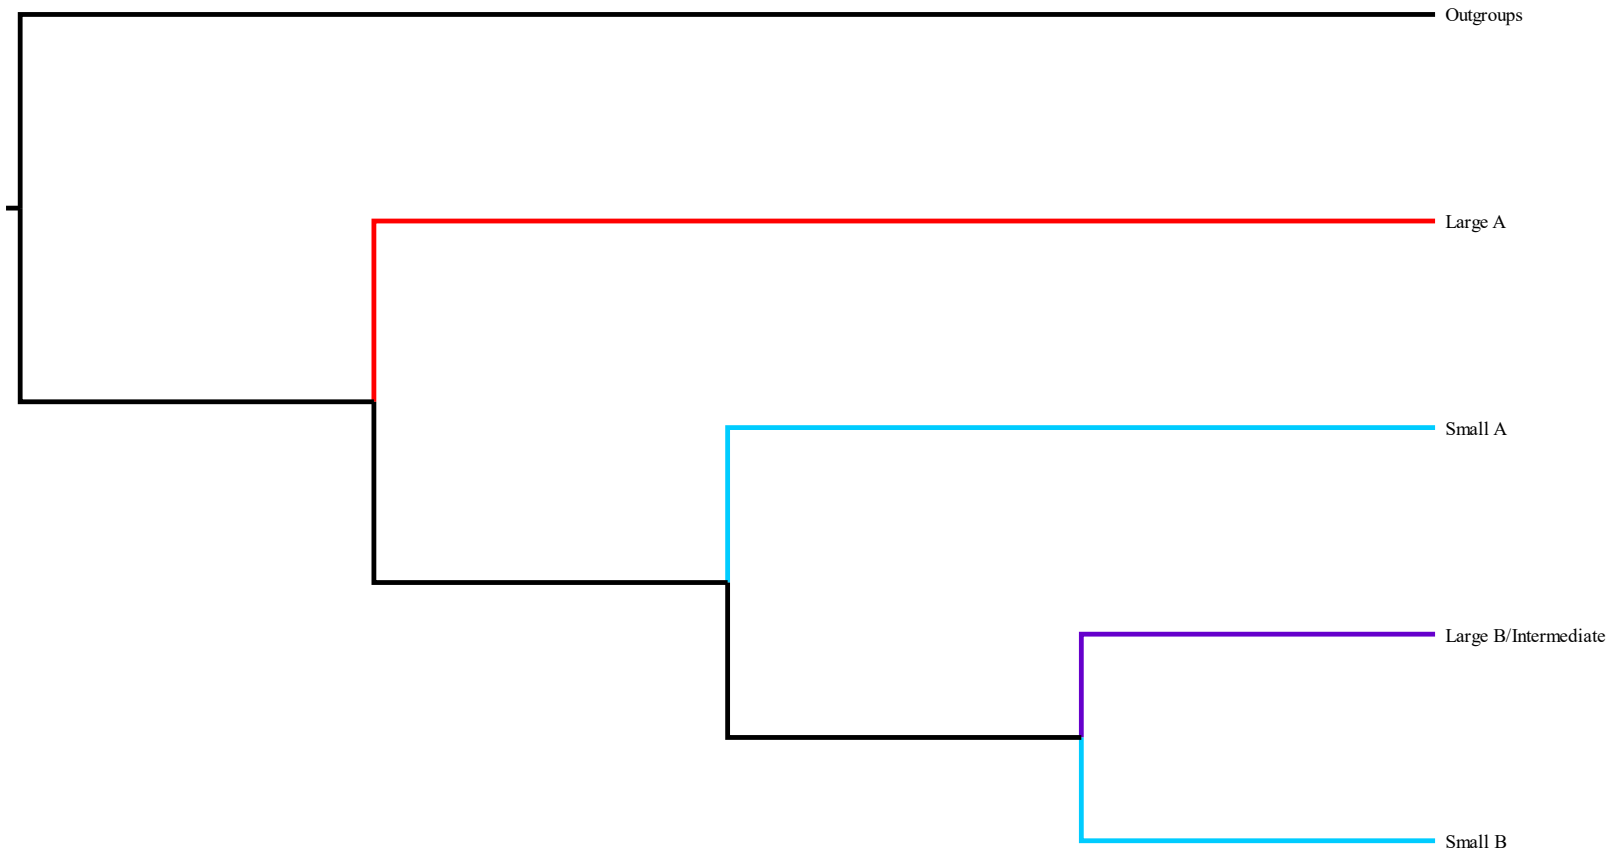 Outgroups
Large A
Small A
Large B/Intermediate
Small B